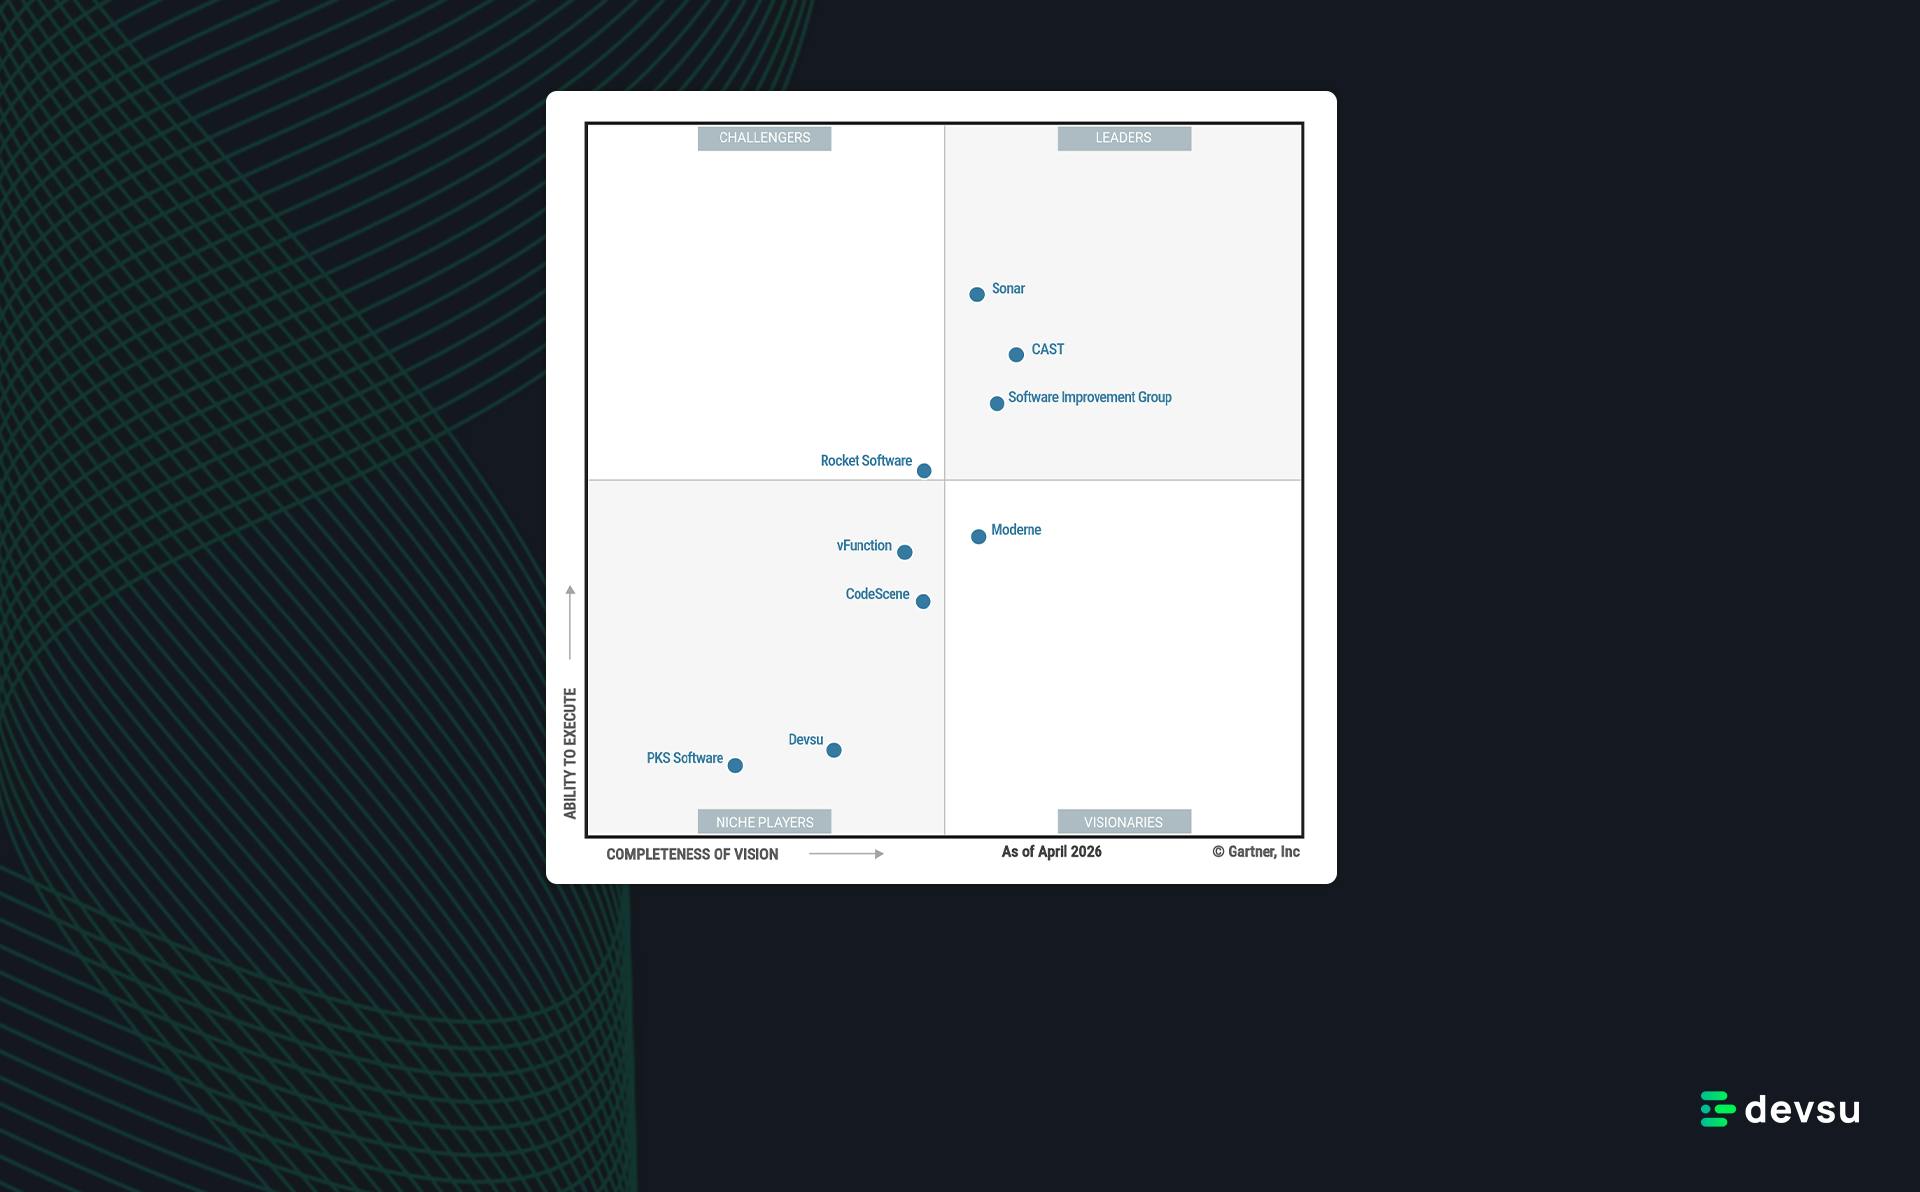 CHALLENGERS
LEADERS
Sonar
CAST
Software Improvement Group
Rocket Software
Moderne
vFunction
CodeScene
Devsu
PKS Software
ABILITY TO EXECUTE
NICHE PLAYERS
VISIONARIES
COMPLETENESS OF VISION
As of April 2026
© Gartner, Inc
devsu